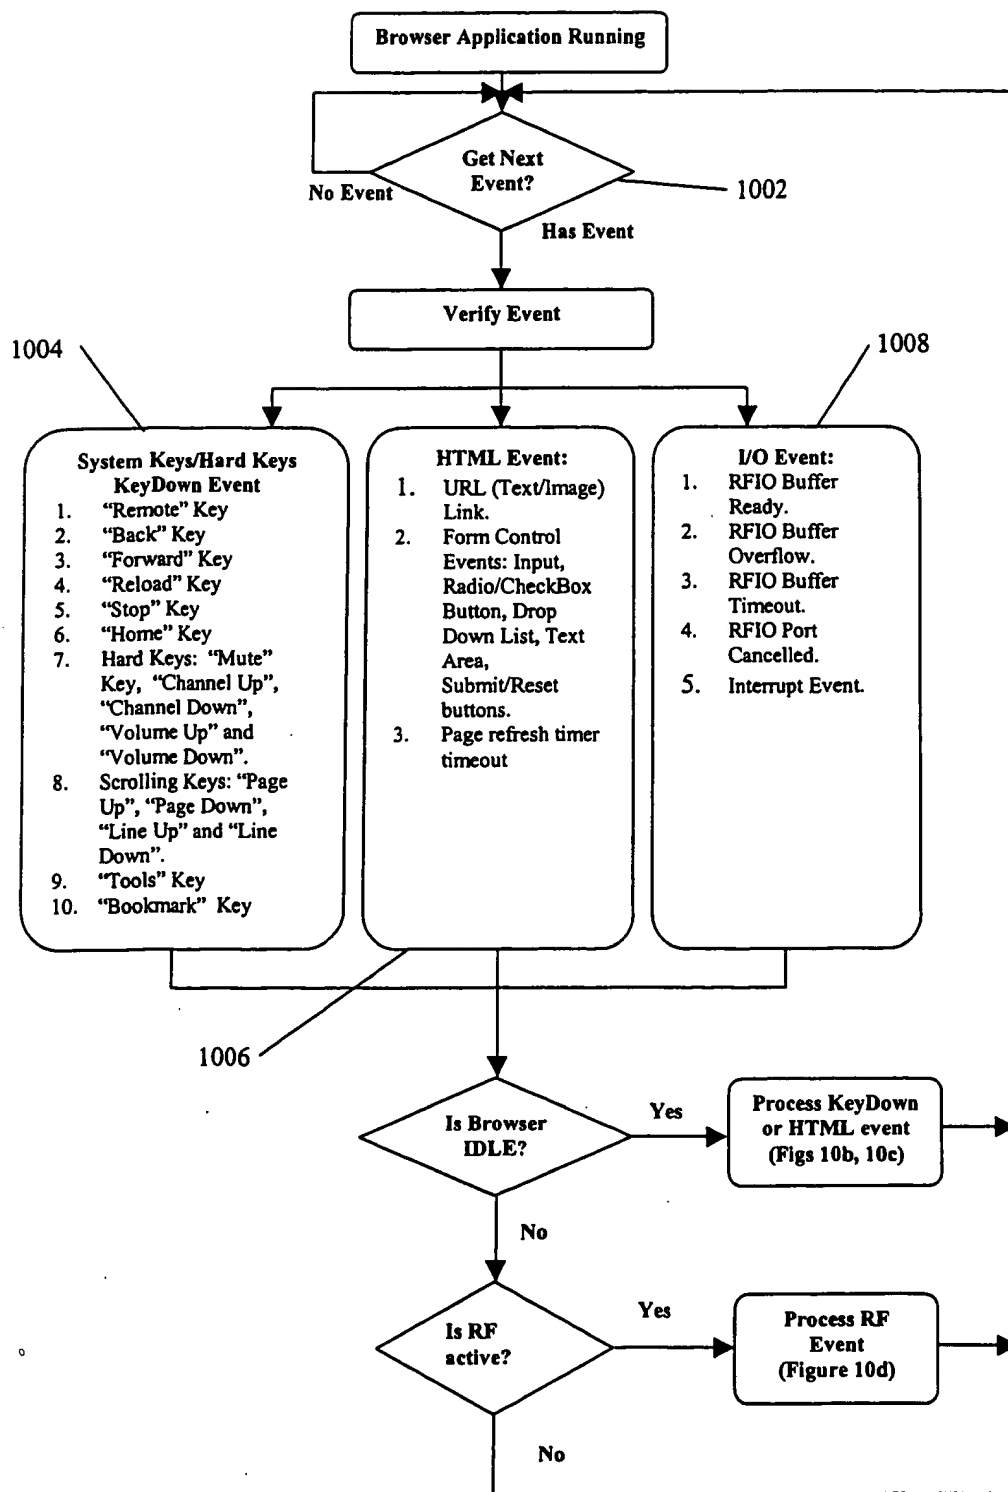 Browser Application Running
Get Next
Event?
No Event
1002
Has Event
Verify Event
1004
1008
System Keys/Hard Keys
KeyDown Event
1. “Remote” Key
2. “Back” Key
3. “Forward” Key
4. “Reload” Key
5. “Stop” Key
6. “Home” Key
7. Hard Keys: “Mute”
Key, “Channel Up”,
“Channel Down”,
“Volume Up” and
“Volume Down”.
8. Scrolling Keys: “Page
Up”, “Page Down”,
“Line Up” and “Line
Down”.
9. “Tools” Key
10. “Bookmark” Key
HTML Event:
1. URL (Text/Image)
Link.
2. Form Control
Events: Input,
Radio/CheckBox
Button, Drop
Down List, Text
Area,
Submit/Reset
buttons.
3. Page refresh timer
timeout
I/O Event:
1. RFIO Buffer
Ready.
2. RFIO Buffer
Overflow.
3. RFIO Buffer
Timeout.
4. RFIO Port
Cancelled.
5. Interrupt Event.
1006
Is Browser
IDLE?
Yes
Process KeyDown
or HTML event
(Figs 10b, 10c)
No
Is RF
active?
Yes
Process RF
Event
(Figure 10d)
No